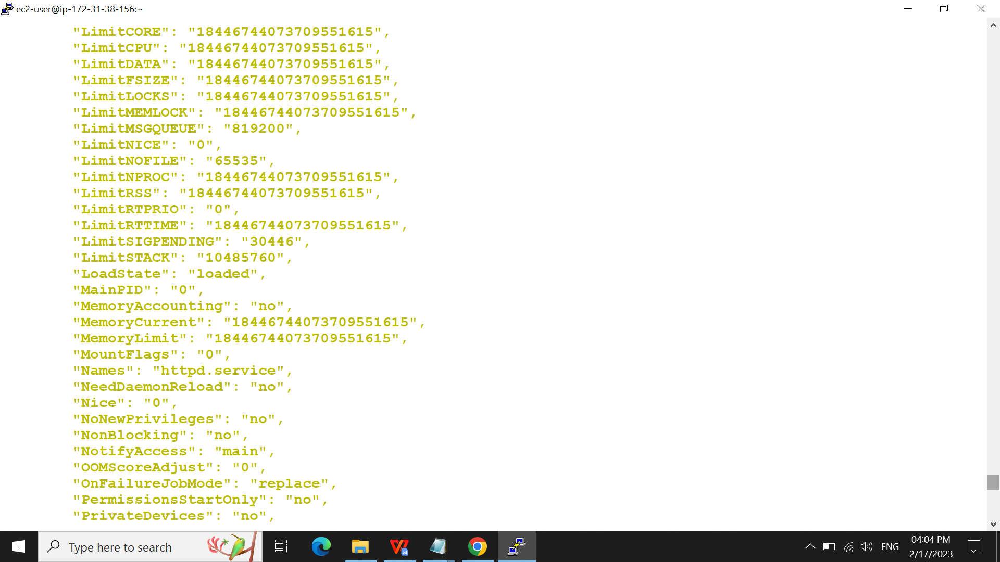 ec2-user@ip-172-31-38-156:~
"LimitCORE": "18446744073709551615",
"LimitCPU": "18446744073709551615",
"LimitDATA": "18446744073709551615",
"LimitFSIZE": "18446744073709551615",
"LimitLOCKS": "18446744073709551615",
"LimitMEMLOCK": "18446744073709551615",
"LimitMSGQUEUE": "819200",
"LimitNICE": "0",
"LimitNOFILE": "65535",
"LimitNPROC": "18446744073709551615",
"LimitRSS": "18446744073709551615",
"LimitRTPRIO": "0",
"LimitRTTIME": "18446744073709551615",
"LimitSIGPENDING": "30446",
"LimitSTACK": "10485760",
"LoadState": "loaded",
"MainPID": "0",
"MemoryAccounting": "no",
"MemoryCurrent": "18446744073709551615",
"MemoryLimit": "18446744073709551615",
"MountFlags": "0",
"Names": "httpd.service",
"NeedDaemonReload": "no",
"Nice": "0",
"NoNewPrivileges": "no",
"NonBlocking": "no",
"NotifyAccess": "main",
"OOMScoreAdjust": "0",
"OnFailureJobMode": "replace",
"PermissionsStartOnly": "no",
"PrivateDevices": "no",
Type here to search
ENG
04:04 PM
2/17/2023